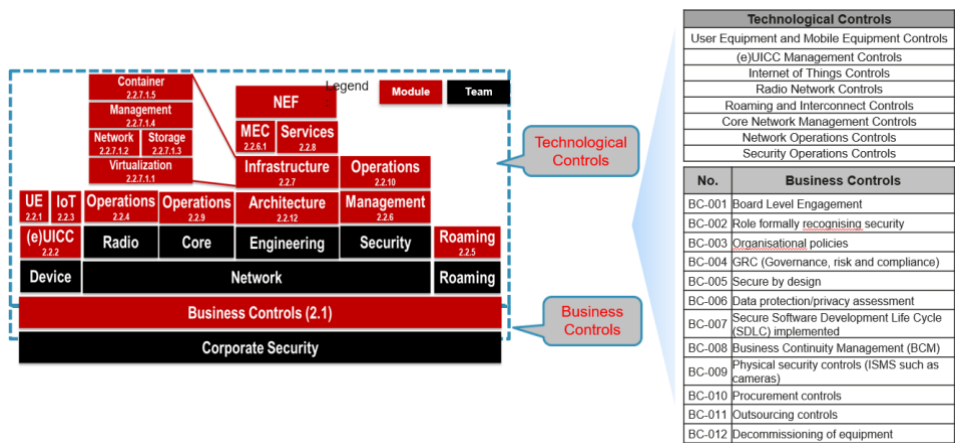 Container
2.2.7.1.5
Management
2.2.7.1.4
Network
2.2.7.1.2
Storage
2.2.7.1.3
Virtualization
2.2.7.1.1
Legend
:
Module
Team
NEF
MEC
2.2.6.1
Services
2.2.8
Infrastructure
2.2.7
Operations
2.2.10
UE
2.2.1
IoT
2.2.3
Operations
2.2.4
Operations
2.2.9
Architecture
2.2.12
Management
2.2.6
(e)UICC
2.2.2
Radio
Core
Engineering
Security
Roaming
2.2.5
Device
Network
Roaming
Business Controls (2.1)
Corporate Security
Technological
Controls
Business
Controls
Technological Controls
User Equipment and Mobile Equipment Controls
(e)UICC Management Controls
Internet of Things Controls
Radio Network Controls
Roaming and Interconnect Controls
Core Network Management Controls
Network Operations Controls
Security Operations Controls
No. Business Controls
BC-001 Board Level Engagement
BC-002 Role formally recognising security
BC-003 Organisational policies
BC-004 GRC (Governance, risk and compliance)
BC-005 Secure by design
BC-006 Data protection/privacy assessment
BC-007 Secure Software Development Life Cycle
(SDLC) implemented
BC-008 Business Continuity Management (BCM)
BC-009 Physical security controls (ISMS such as
cameras)
BC-010 Procurement controls
BC-011 Outsourcing controls
BC-012 Decommissioning of equipment